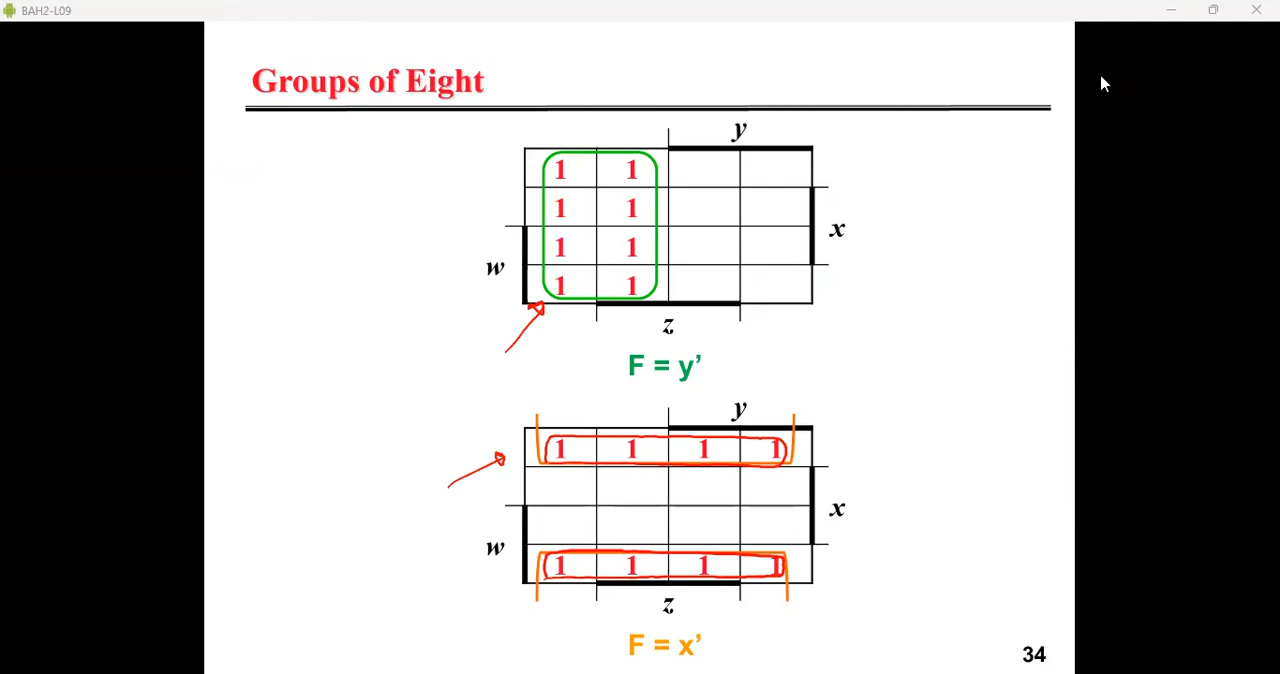 BAH2-L09
Groups of Eight
y
1 1
1 1
x
1 1
w
1 1
z
F = y’
y
1 1 1 1
x
w
1 1 1 1
z
F = x’
34